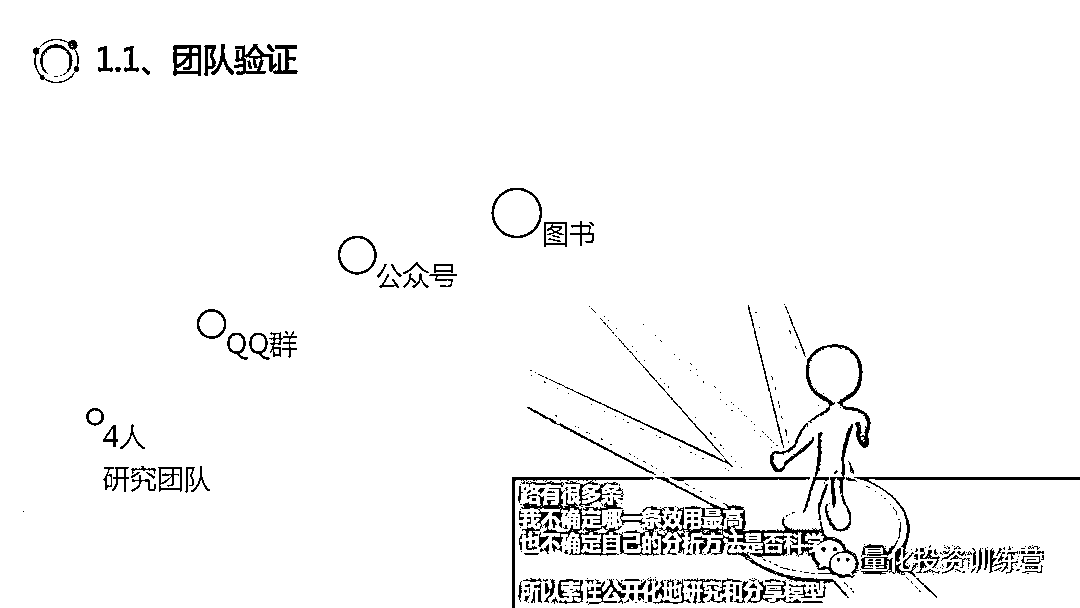 1.1、团队验证
图书
公众号
QQ群
4人
研究团队
路有很多条
我不确定哪一条效用最高
也不确定自己的分析方法是否科学
量化投资训练营
所以索性公开化地研究和分享模型